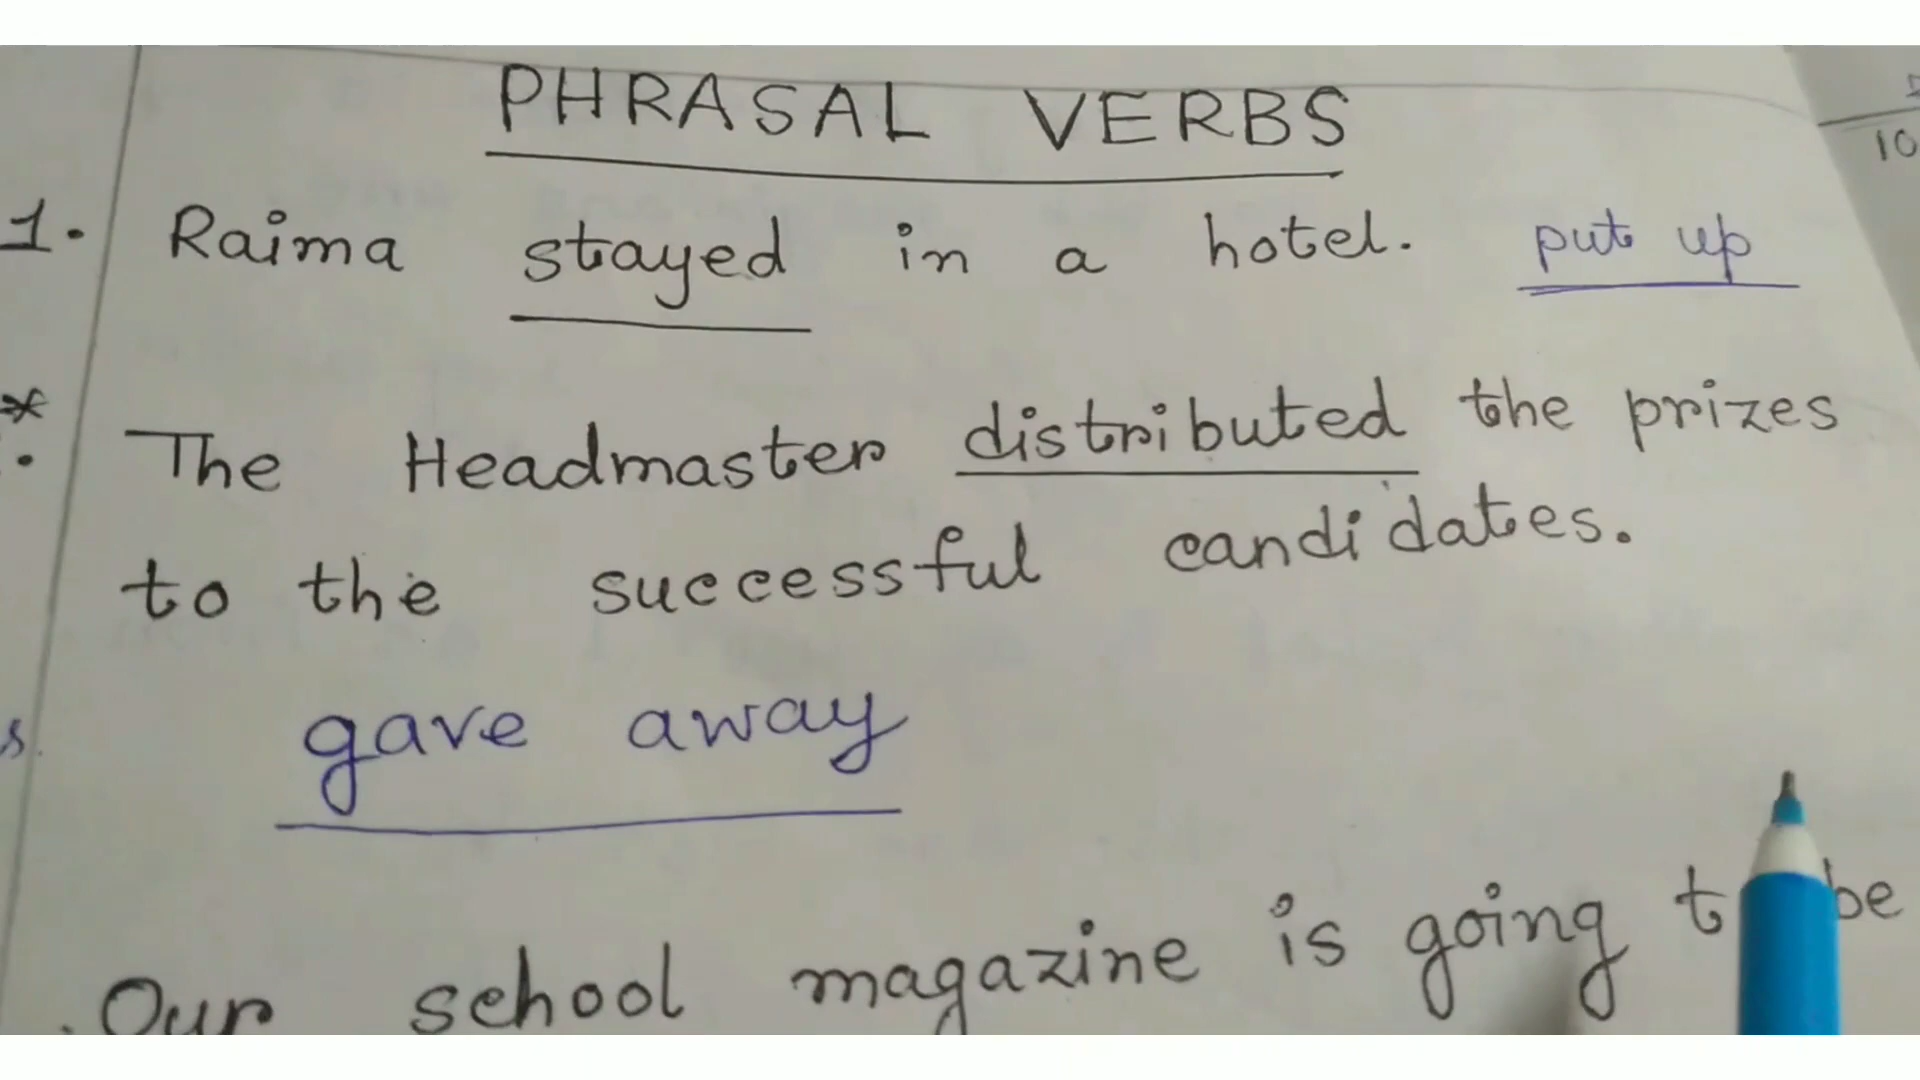 PHRASAL VERBS
1. Raima stayed in a hotel. put up
* The Headmaster distributed the prizes
to the successful candidates.
gave away
Our school magazine is going be
10
s.